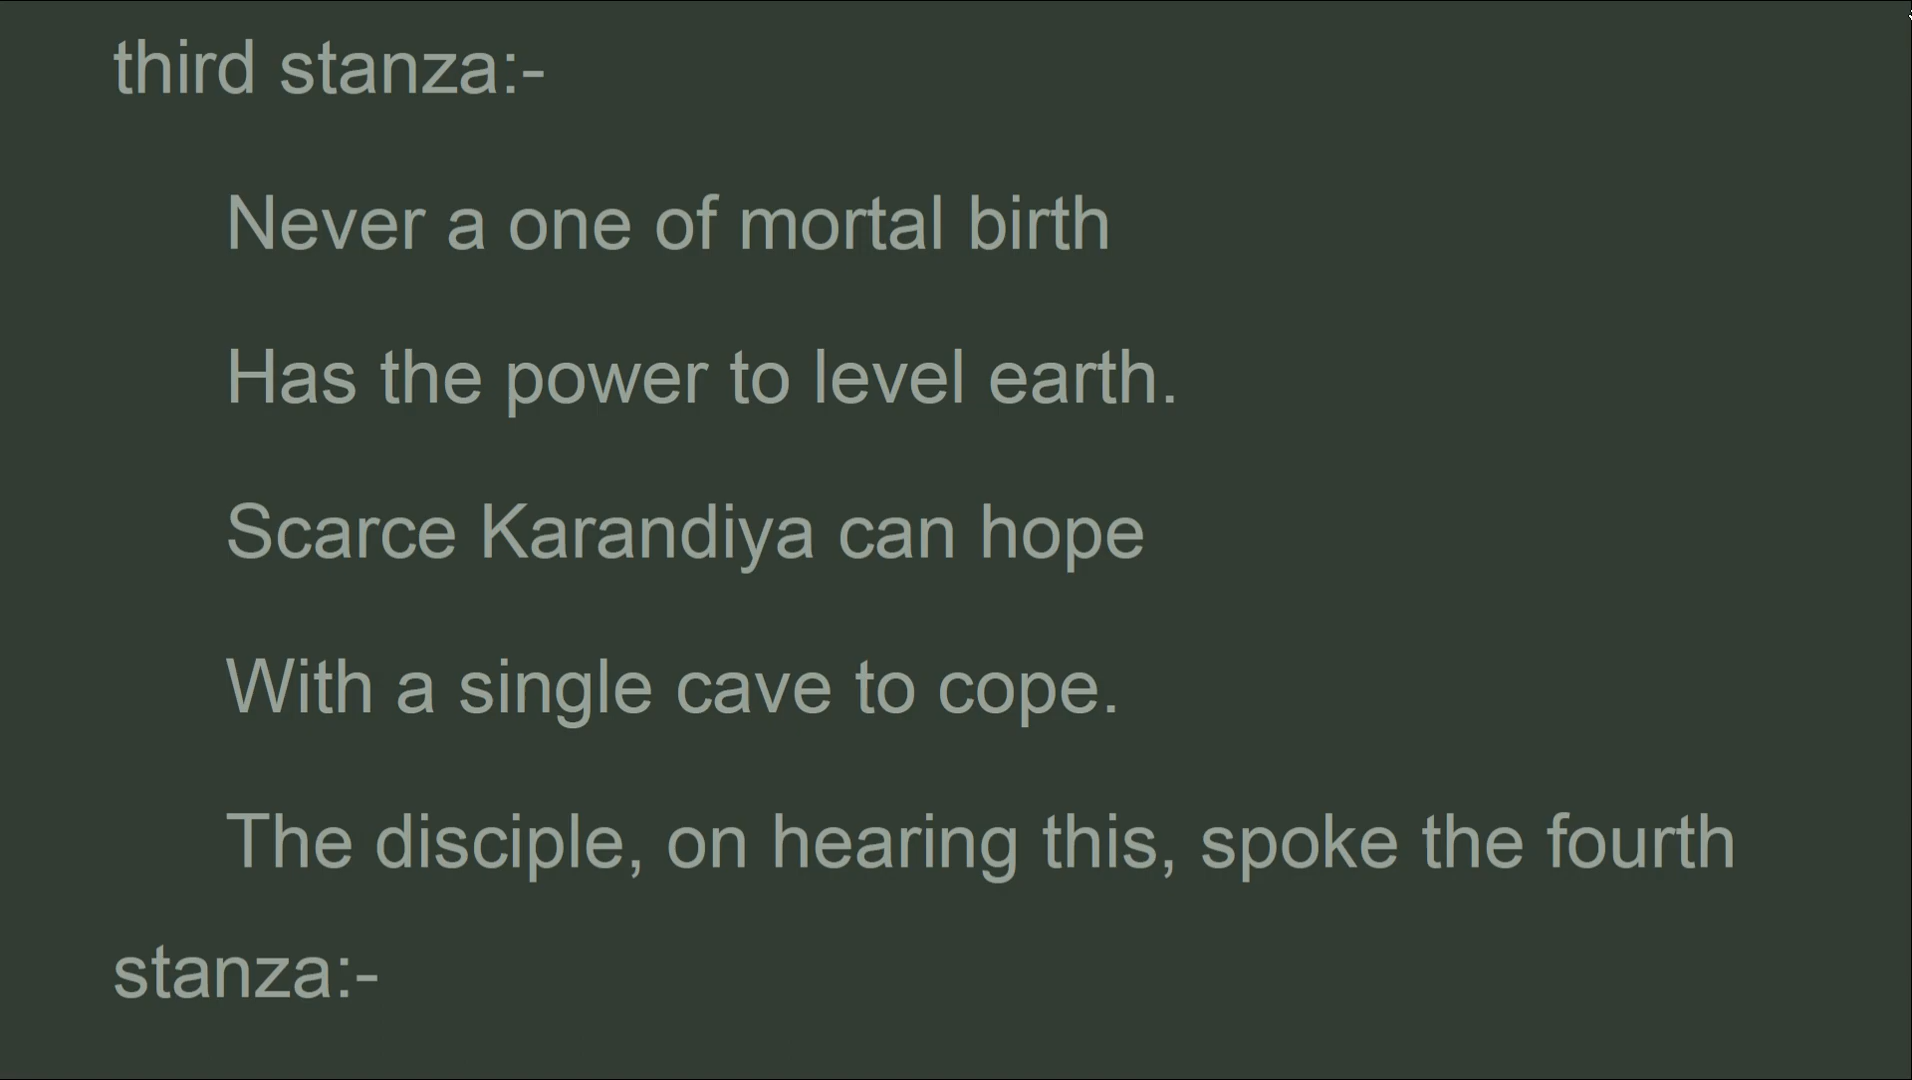 third stanza:-
Never a one of mortal birth
Has the power to level earth.
Scarce Karandiya can hope
With a single cave to cope.
The disciple, on hearing this, spoke the fourth
stanza:-